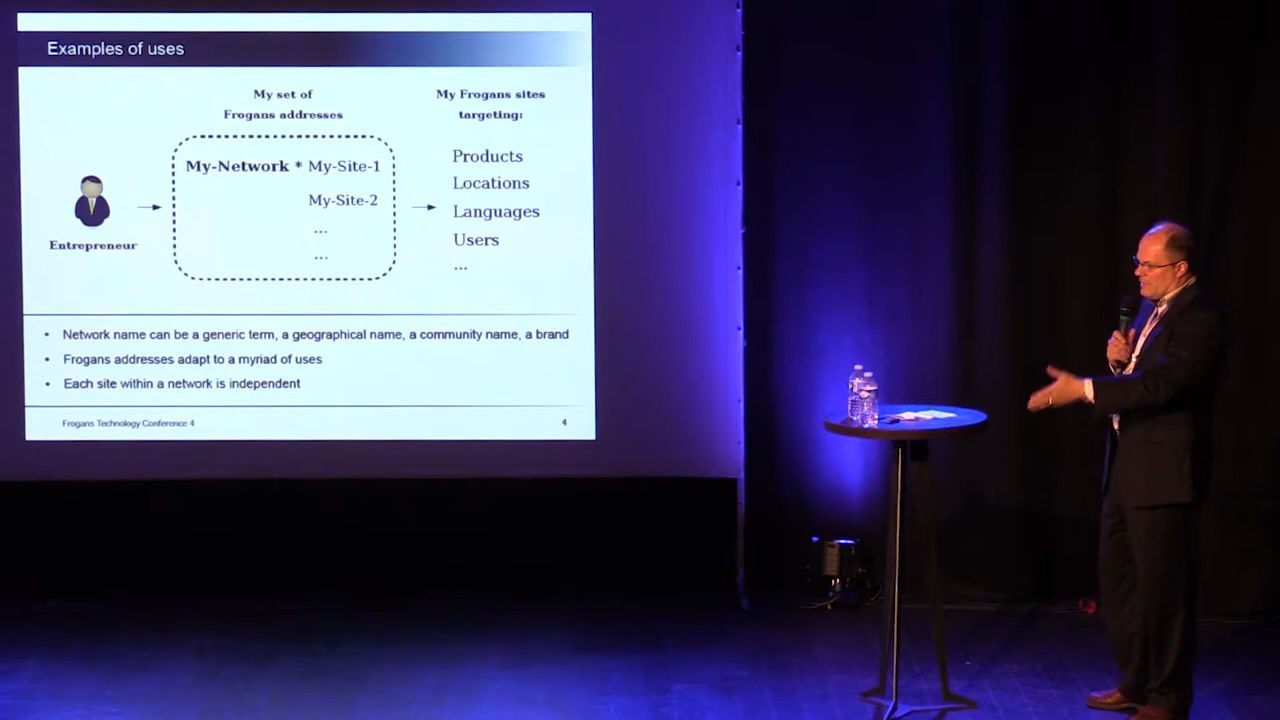 Examples of uses
My set of
Frogans addresses
My Frogans sites
targeting:
My-Network * My-Site-1
My-Site-2
...
...
Entrepreneur
Products
Locations
Languages
Users
...
• Network name can be a generic term, a geographical name, a community name, a brand
• Frogans addresses adapt to a myriad of uses
• Each site within a network is independent
Frogans Technology Conference 4
4